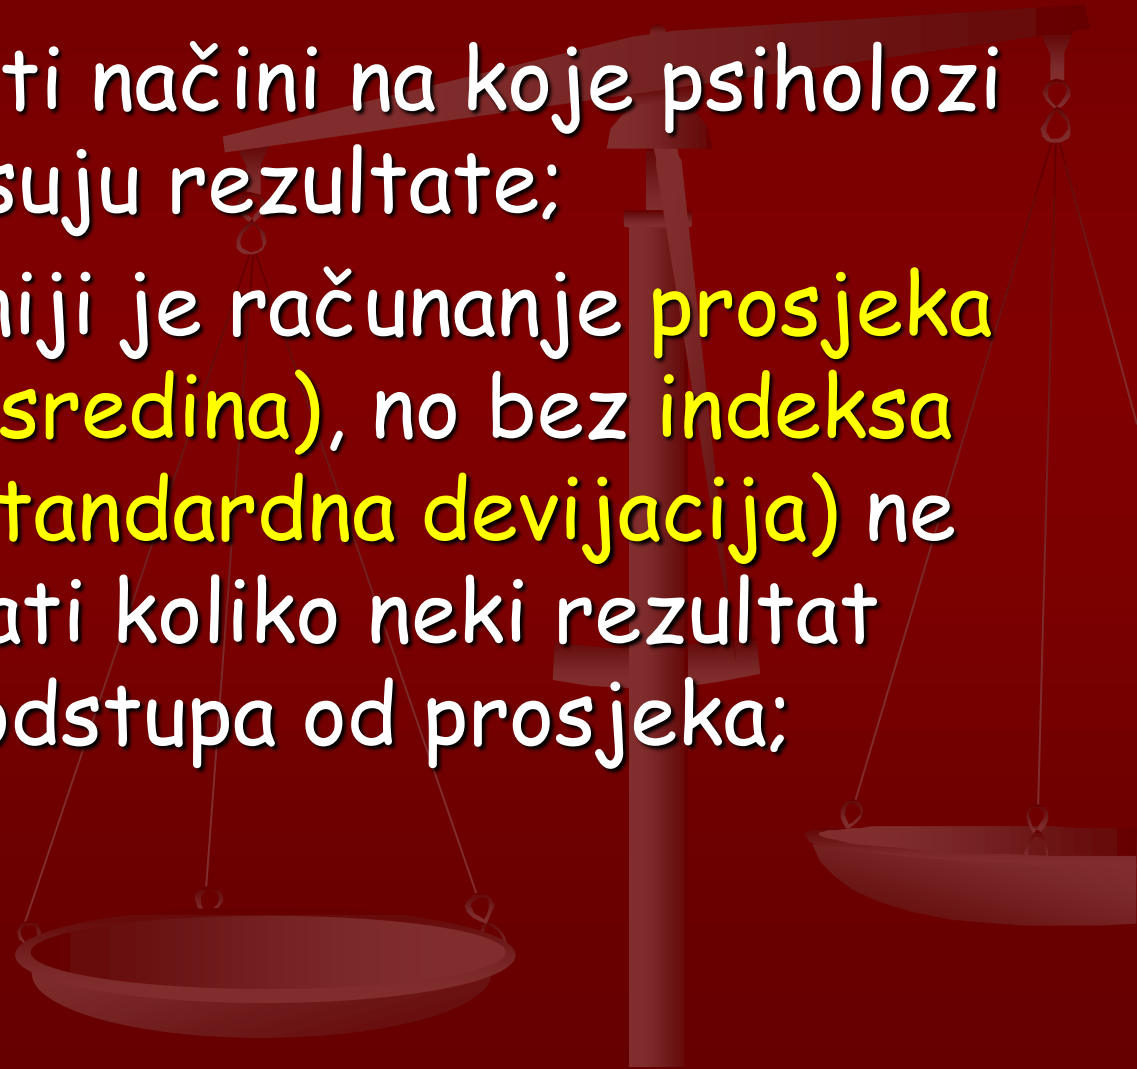 ti načini na koje psiholozi
suju rezultate;
niji je računanje prosjeka
sredina), no bez indeksa
tandardna devijacija) ne
ati koliko neki rezultat
odstupa od prosjeka;